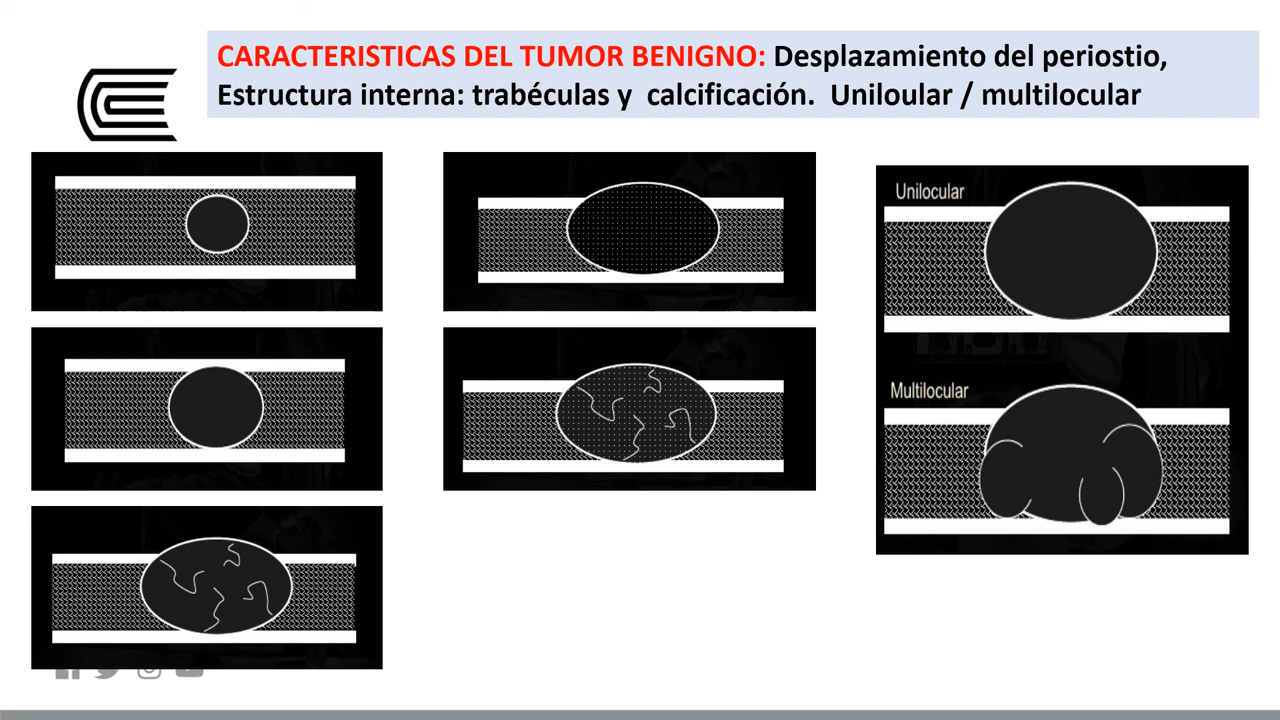 CARACTERISTICAS DEL TUMOR BENIGNO: Desplazamiento del periostio,
Estructura interna: trabéculas y calcificación. Uniloular / multilocular
Unilocular
Multilocular